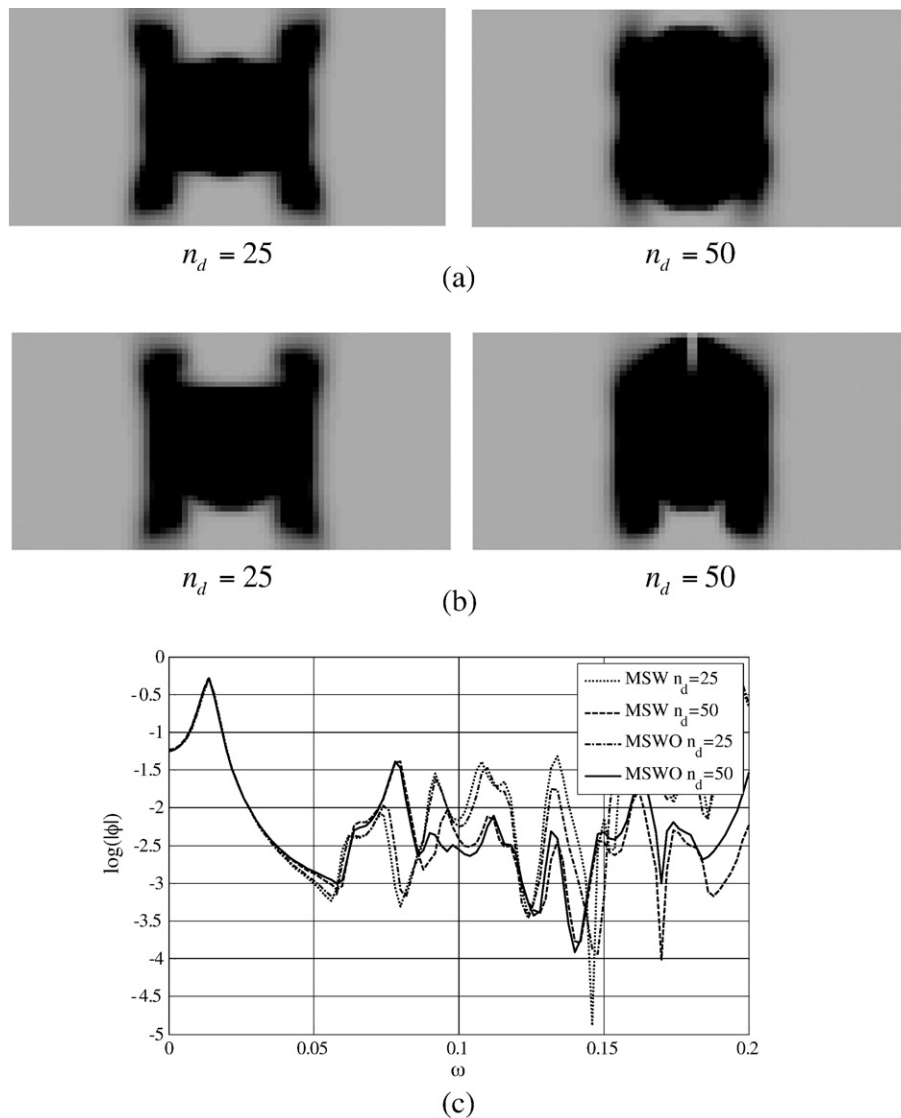 n_d = 25
n_d = 50
(a)
n_d = 25
n_d = 50
(b)
0
-0.5
-1
-1.5
-2
-2.5
-3
-3.5
-4
-4.5
-5
log(|ϕ|)
MSW n_d=25
MSW n_d=50
MSWO n_d=25
MSWO n_d=50
0
0.05
0.1
0.15
0.2
ω
(c)